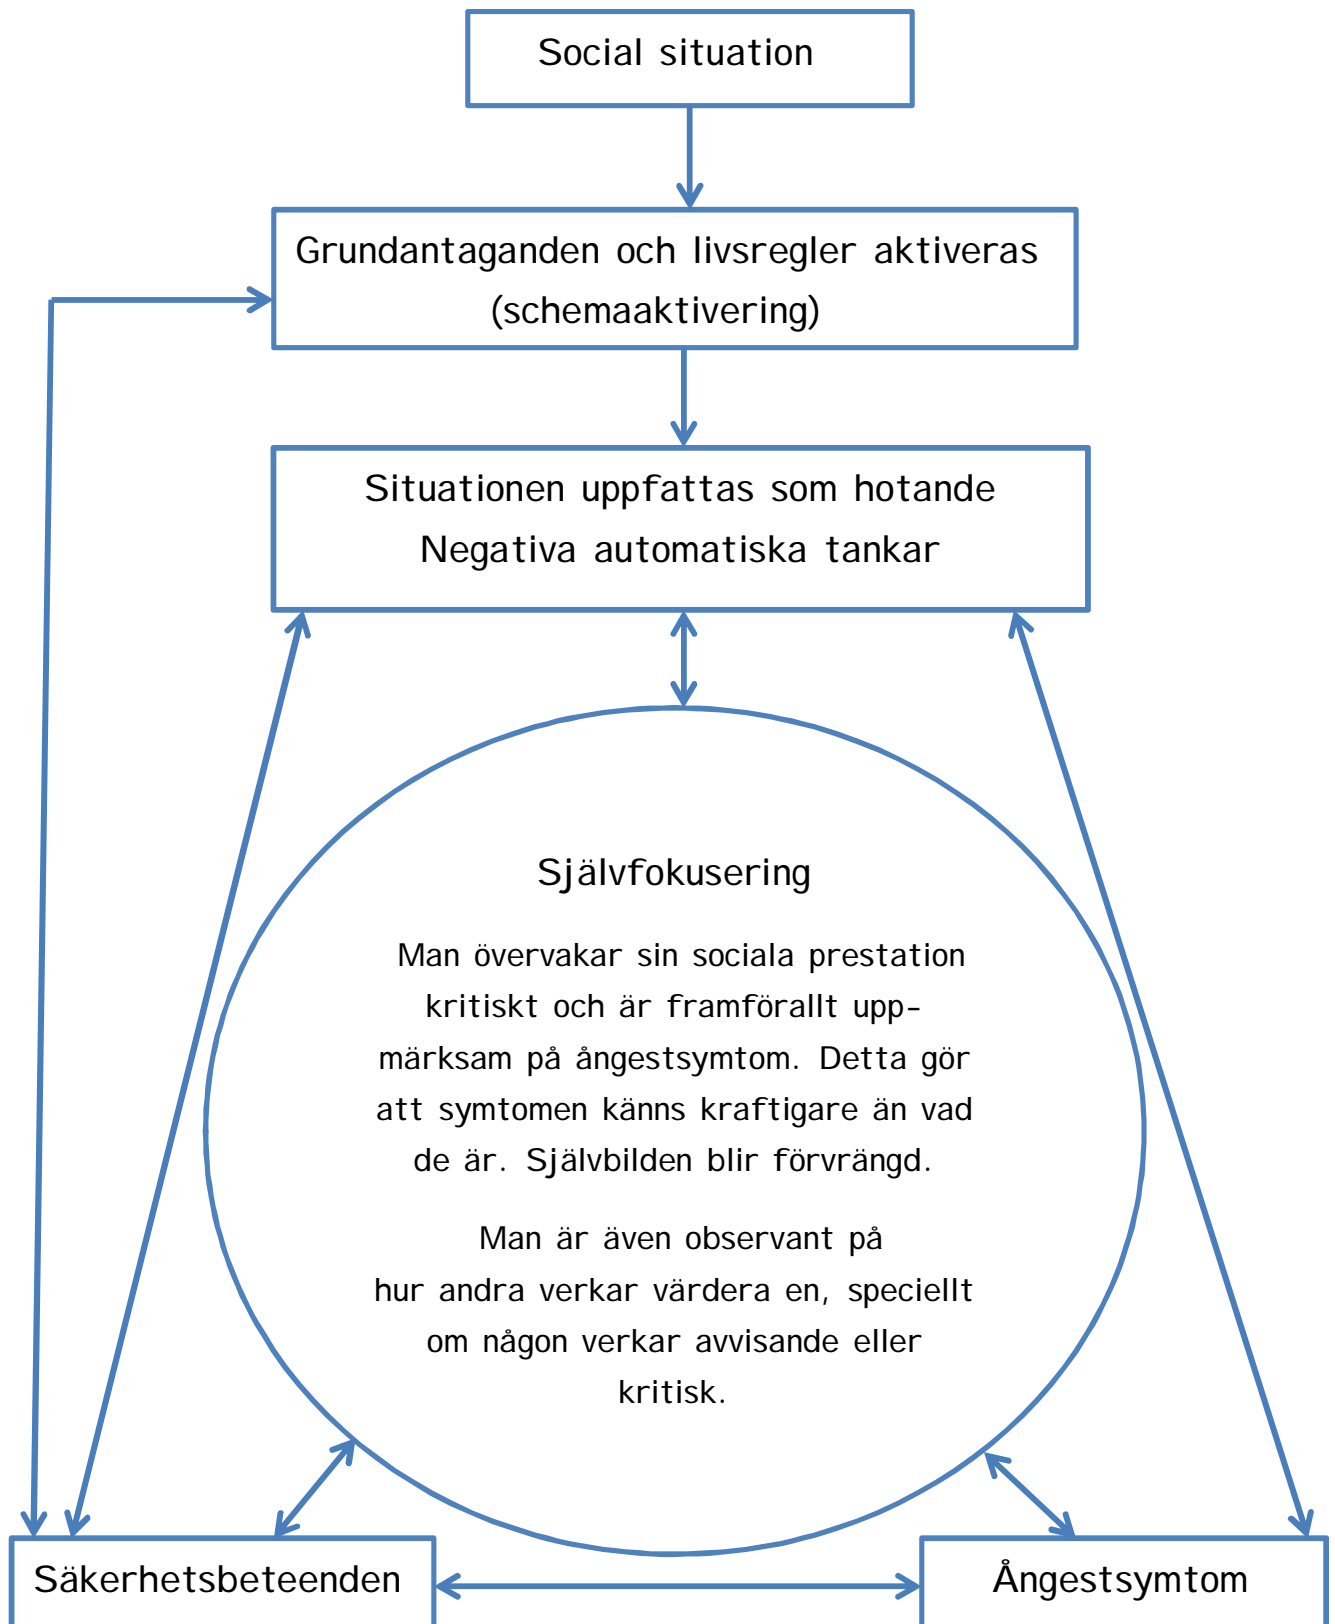 Social situation
Grundantaganden och livsregler aktiveras
(schemaaktivering)
Situationen uppfattas som hotande
Negativa automatiska tankar
Självfokusering
Man övervakar sin sociala prestation
kritiskt och är framförallt upp-
märksam på ångestsymtom. Detta gör
att symtomen känns kraftigare än vad
de är. Självbilden blir förvrängd.
Man är även observant på
hur andra verkar värdera en, speciellt
om någon verkar avvisande eller
kritisk.
Säkerhetsbeteenden
Ångestsymtom